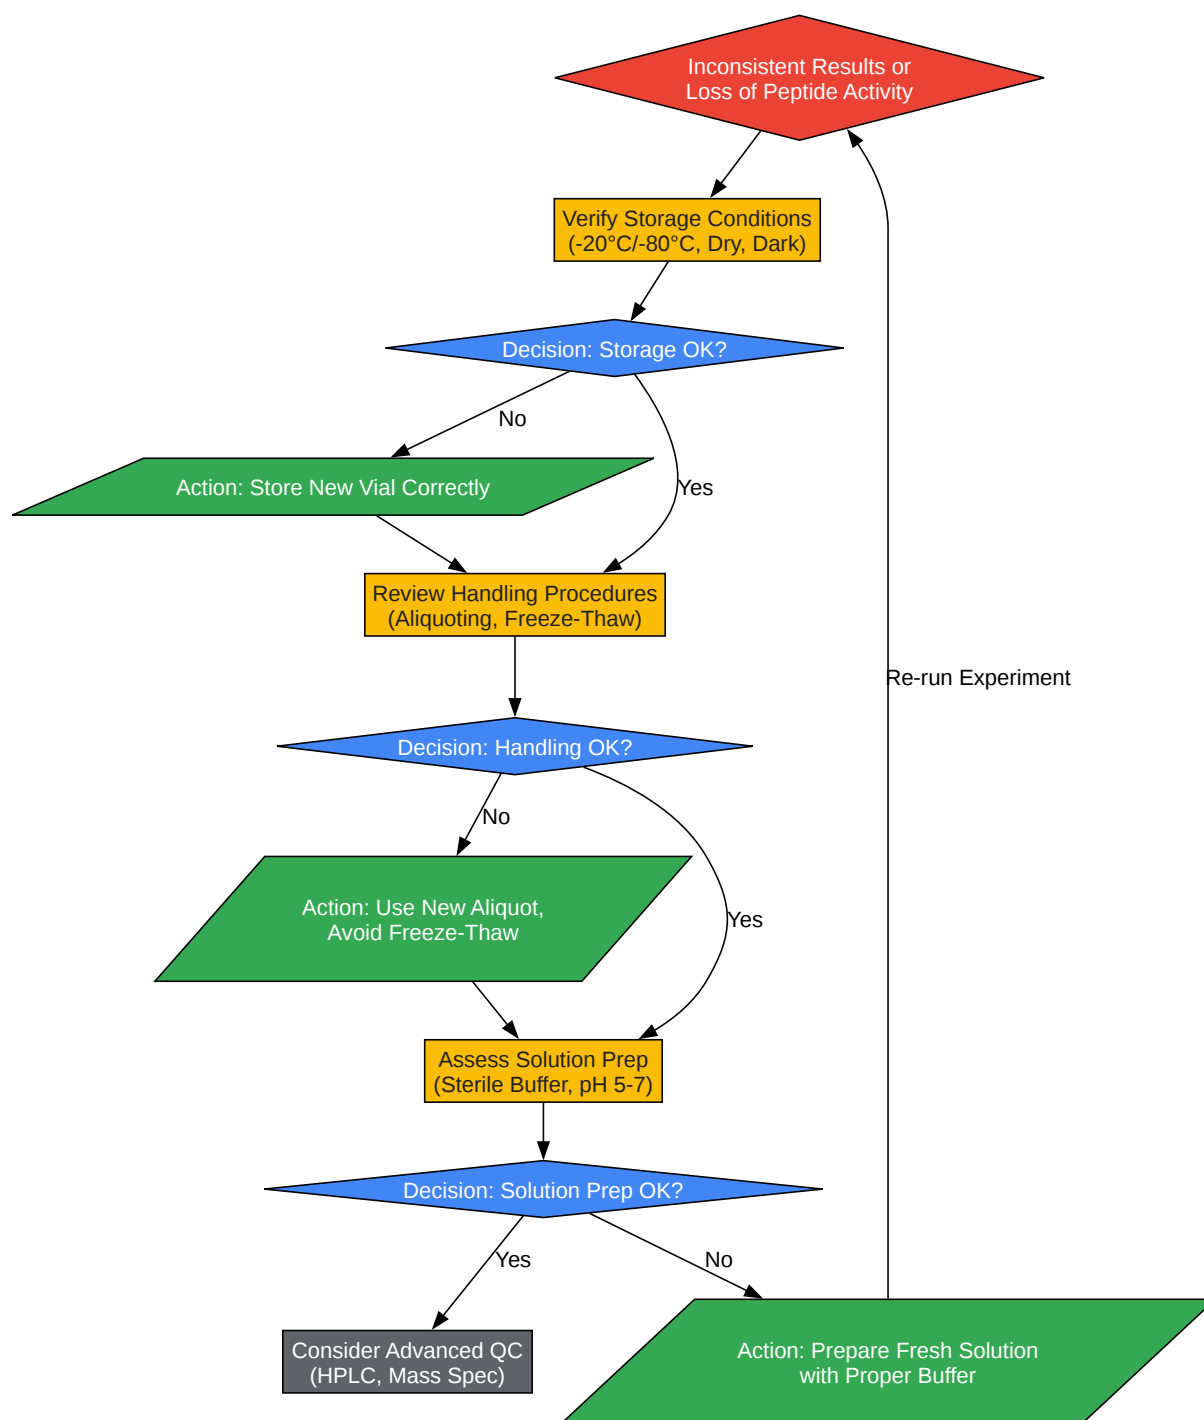 Inconsistent Results or
Loss of Peptide Activity
Verify Storage Conditions
(-20°C/-80°C, Dry, Dark)
Decision: Storage OK?
No
Yes
Action: Store New Vial Correctly
Review Handling Procedures
(Aliquoting, Freeze-Thaw)
Re-run Experiment
Decision: Handling OK?
No
Yes
Action: Use New Aliquot,
Avoid Freeze-Thaw
Assess Solution Prep
(Sterile Buffer, pH 5-7)
Decision: Solution Prep OK?
Yes
No
Consider Advanced QC
(HPLC, Mass Spec)
Action: Prepare Fresh Solution
with Proper Buffer